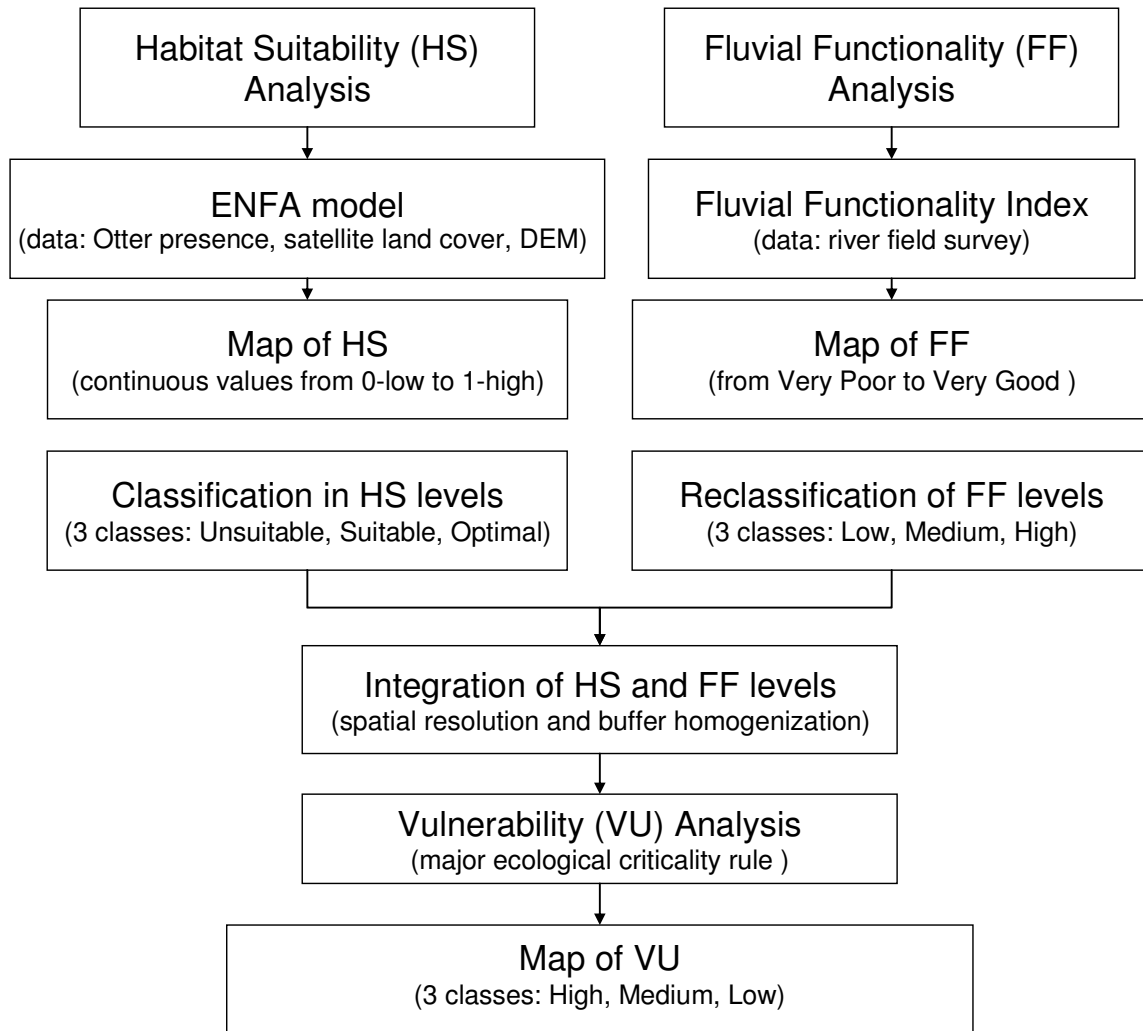 Habitat Suitability (HS)
Analysis
Fluvial Functionality (FF)
Analysis
ENFA model
(data: Otter presence, satellite land cover, DEM)
Fluvial Functionality Index
(data: river field survey)
Map of HS
(continuous values from 0-low to 1-high)
Map of FF
(from Very Poor to Very Good )
Classification in HS levels
(3 classes: Unsuitable, Suitable, Optimal)
Reclassification of FF levels
(3 classes: Low, Medium, High)
Integration of HS and FF levels
(spatial resolution and buffer homogenization)
Vulnerability (VU) Analysis
(major ecological criticality rule )
Map of VU
(3 classes: High, Medium, Low)